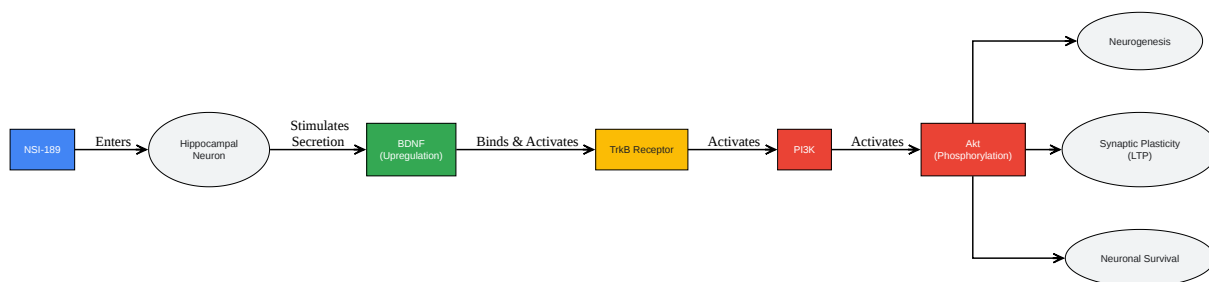 NSI-189
Enters
Hippocampal
Neuron
Stimulates
Secretion
BDNF
(Upregulation)
Binds & Activates
TrkB Receptor
Activates
PI3K
Activates
Akt
(Phosphorylation)
Neurogenesis
Synaptic Plasticity
(LTP)
Neuronal Survival